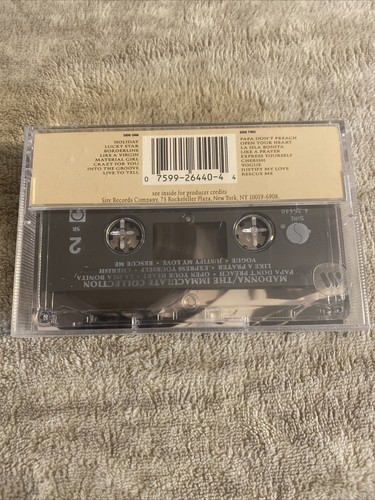 SIDE ONE
HOLIDAY
LUCKY STAR
BORDERLINE
LIKE A VIRGIN
MATERIAL GIRL
CRAZY FOR YOU
INTO THE GROOVE
LIVE TO TELL
SIDE TWO
PAPA DON'T PREACH
OPEN YOUR HEART
LA ISLA BONITA
LIKE A PRAYER
EXPRESS YOURSELF
CHERISH
VOGUE
JUSTIFY MY LOVE
RESCUE ME
0 7599-26440-4 4
see inside for producer credits
Sire Records Company, 75 Rockefeller Plaza, New York, NY 10019-6908
2
SR
MADONNA/THE IMMACULATE COLLECTION
PAPA DON'T PREACH • OPEN YOUR HEART • LA ISLA BONITA
LIKE A PRAYER • EXPRESS YOURSELF • CHERISH
VOGUE • JUSTIFY MY LOVE • RESCUE ME